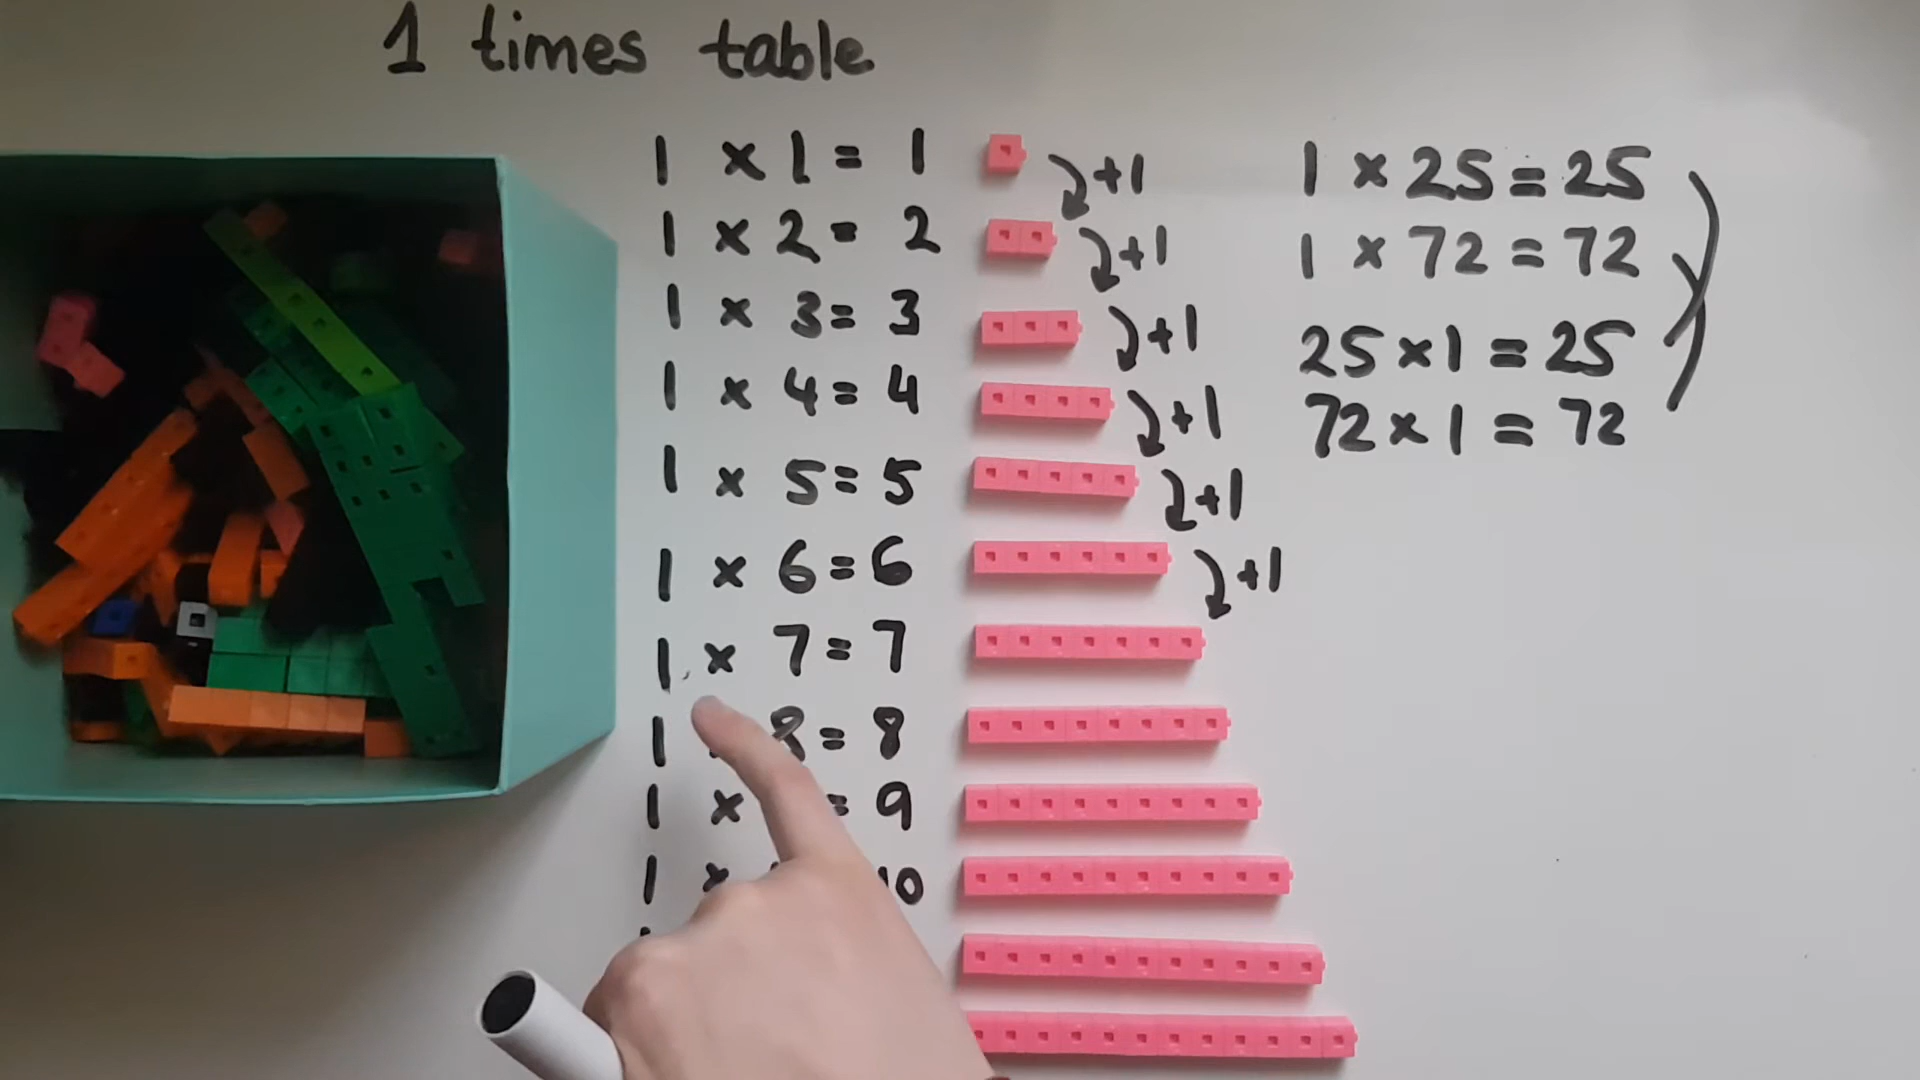 1 times table
1 × 1 = 1
1 × 2 = 2
1 × 3 = 3
1 × 4 = 4
1 × 5 = 5
1 × 6 = 6
1 × 7 = 7
1 8 = 8
1 × = 9
1 × 10
+1
+1
+1
+1
+1
+1
1 × 25 = 25
1 × 72 = 72
25 × 1 = 25
72 × 1 = 72